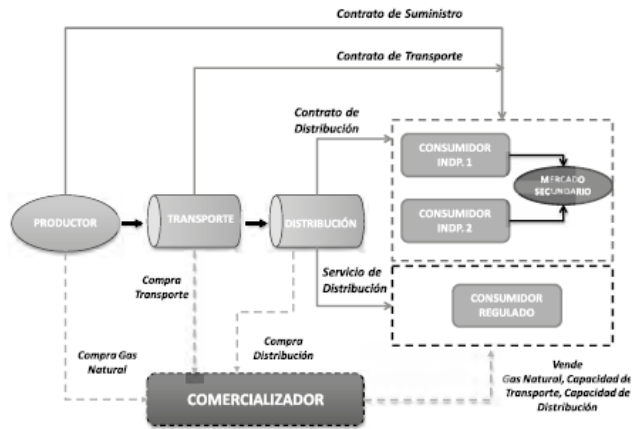 Contrato de Suministro
Contrato de Transporte
Contrato de
Distribución
CONSUMIDOR
INDP. 1
MERCADO
SECUNDARIO
PRODUCTOR
TRANSPORTE
DISTRIBUCIÓN
CONSUMIDOR
INDP. 2
Compra
Transporte
Servicio de
Distribución
CONSUMIDOR
REGULADO
Compra Gas
Natural
Compra
Distribución
COMERCIALIZADOR
Vende
Gas Natural, Capacidad de
Transporte, Capacidad de
Distribución